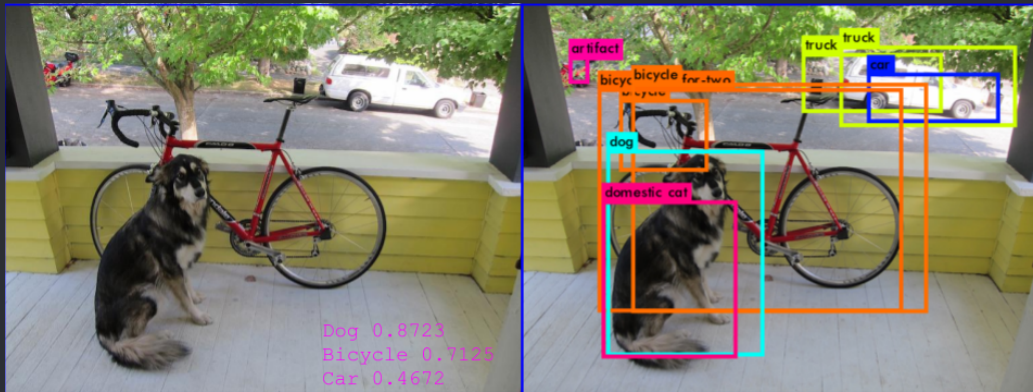 Dog 0.8723
Bicycle 0.7125
Car 0.4672
artifact
truck
truck
car
bicyc
bicycle
for-two
bicycle
dog
domestic cat